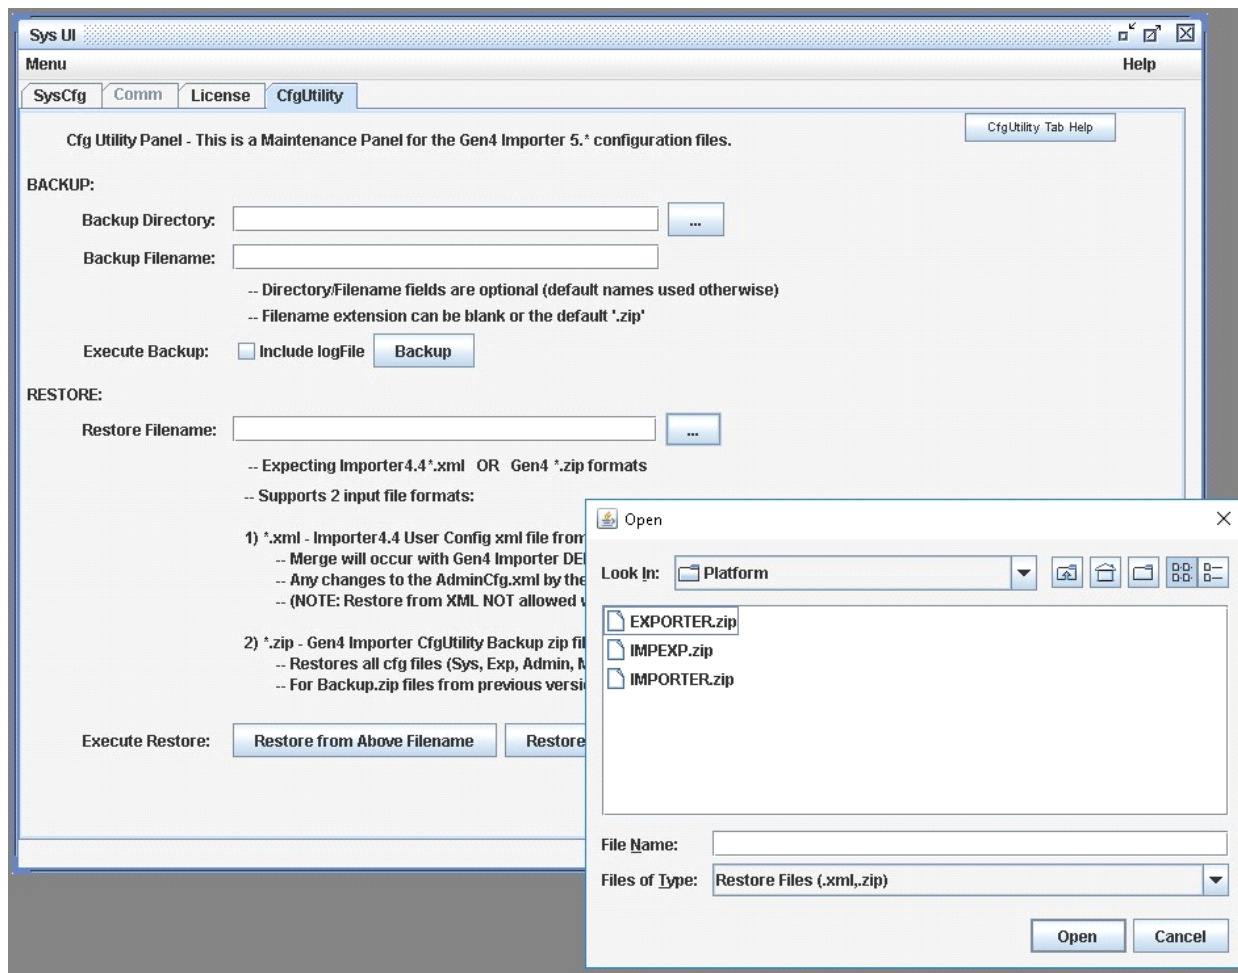 Sys UI
Menu Help
SysCfg Comm License CfgUtility
Cfg Utility Panel - This is a Maintenance Panel for the Gen4 Importer 5.* configuration files.
CfgUtility Tab Help
BACKUP:
Backup Directory: ...
Backup Filename:
-- Directory/Filename fields are optional (default names used otherwise)
-- Filename extension can be blank or the default '.zip'
Execute Backup: Include logFile Backup
RESTORE:
Restore Filename: ...
-- Expecting Importer4.4*.xml OR Gen4 *.zip formats
-- Supports 2 input file formats:
1) *.xml - Importer4.4 User Config xml file from
-- Merge will occur with Gen4 Importer
-- Any changes to the AdminCfg.xml by the
-- (NOTE: Restore from XML NOT allowed
2) *.zip - Gen4 Importer CfgUtility Backup zip
-- Restores all cfg files (Sys, Exp, Admin,
-- For Backup.zip files from previous
Execute Restore: Restore from Above Filename Restore
Open
Look In: Platform
EXPORTER.zip
IMPEXP.zip
IMPORTER.zip
File Name:
Files of Type: Restore Files (.xml,.zip)
Open Cancel